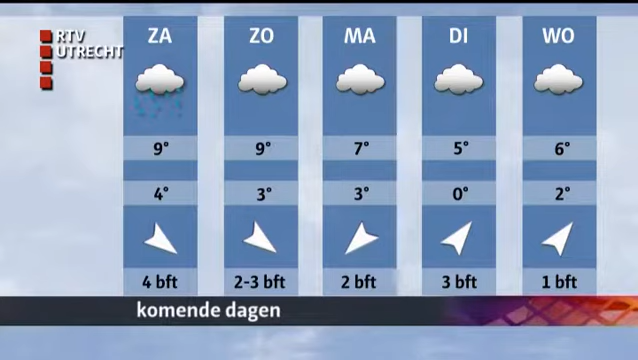 RTV
UTRECHT
ZA ZO MA DI WO
9° 9° 7° 5° 6°
4° 3° 3° 0° 2°
4 bft 2-3 bft 2 bft 3 bft 1 bft
komende dagen